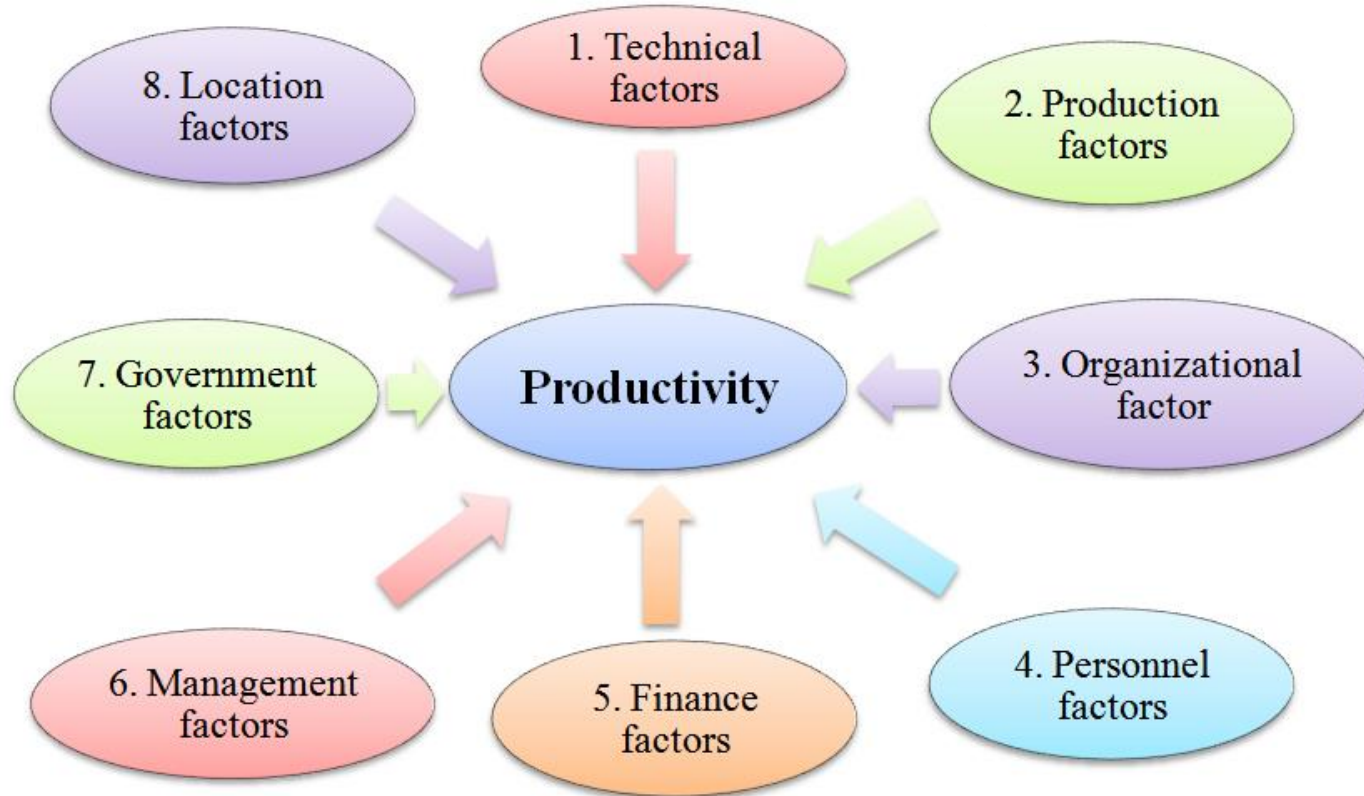 1. Technical
factors
2. Production
factors
3. Organizational
factor
4. Personnel
factors
5. Finance
factors
6. Management
factors
7. Government
factors
8. Location
factors
Productivity